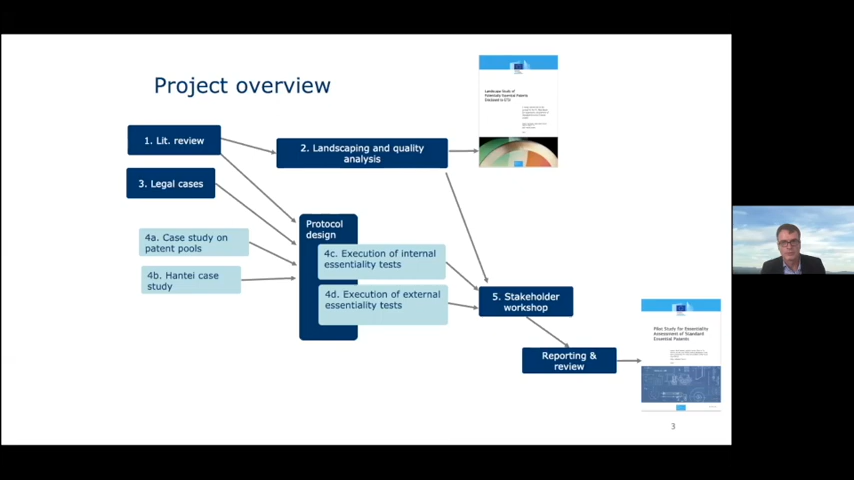 Project overview
1. Lit. review
2. Landscaping and quality
analysis
3. Legal cases
Protocol
design
4a. Case study on
patent pools
4b. Hantei case
study
4c. Execution of internal
essentiality tests
4d. Execution of external
essentiality tests
5. Stakeholder
workshop
Reporting &
review
Landscape Study of
Potentially Essential Patents
Disclosed to ETSI
Pilot Study for Essentiality
Assessment of Standard
Essential Patents
3